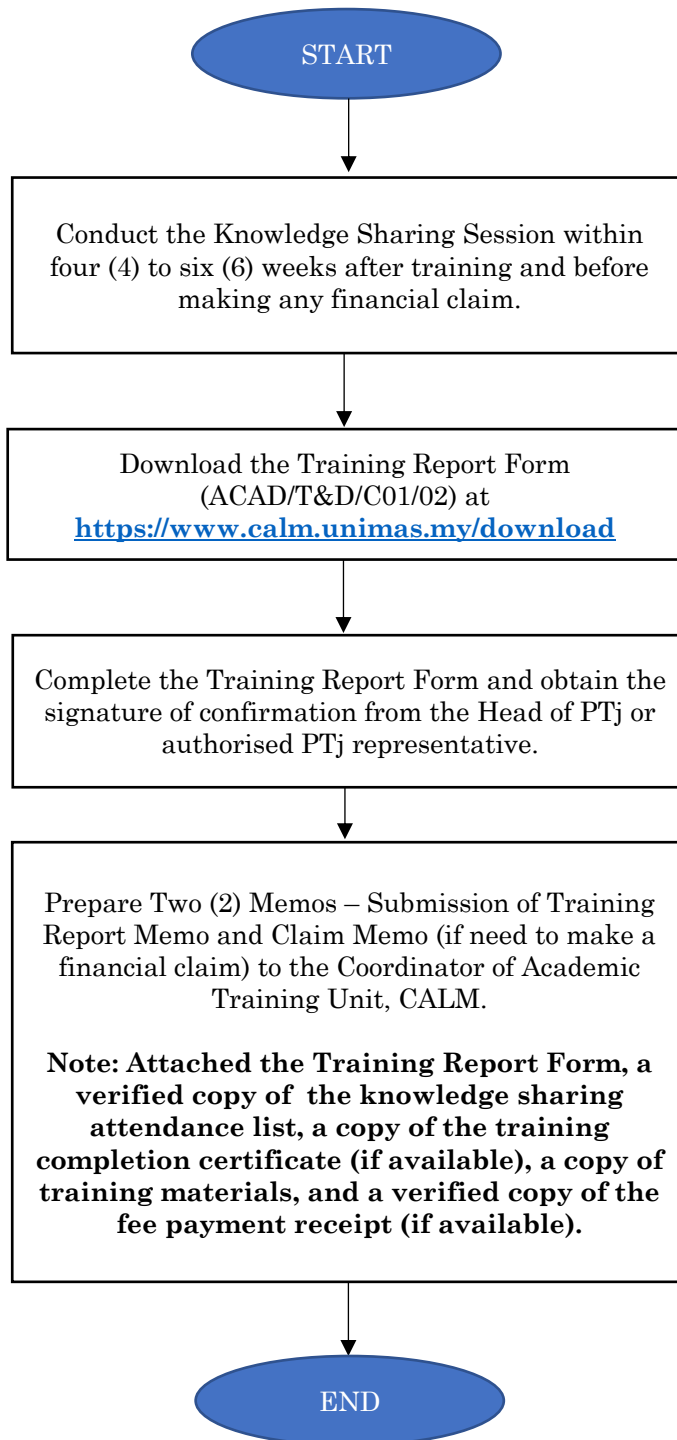 START
Conduct the Knowledge Sharing Session within
four (4) to six (6) weeks after training and before
making any financial claim.
Download the Training Report Form
(ACAD/T&D/C01/02) at
https://www.calm.unimas.my/download
Complete the Training Report Form and obtain the
signature of confirmation from the Head of PTj or
authorised PTj representative.
Prepare Two (2) Memos – Submission of Training
Report Memo and Claim Memo (if need to make a
financial claim) to the Coordinator of Academic
Training Unit, CALM.
Note: Attached the Training Report Form, a
verified copy of the knowledge sharing
attendance list, a copy of the training
completion certificate (if available), a copy of
training materials, and a verified copy of the
fee payment receipt (if available).
END